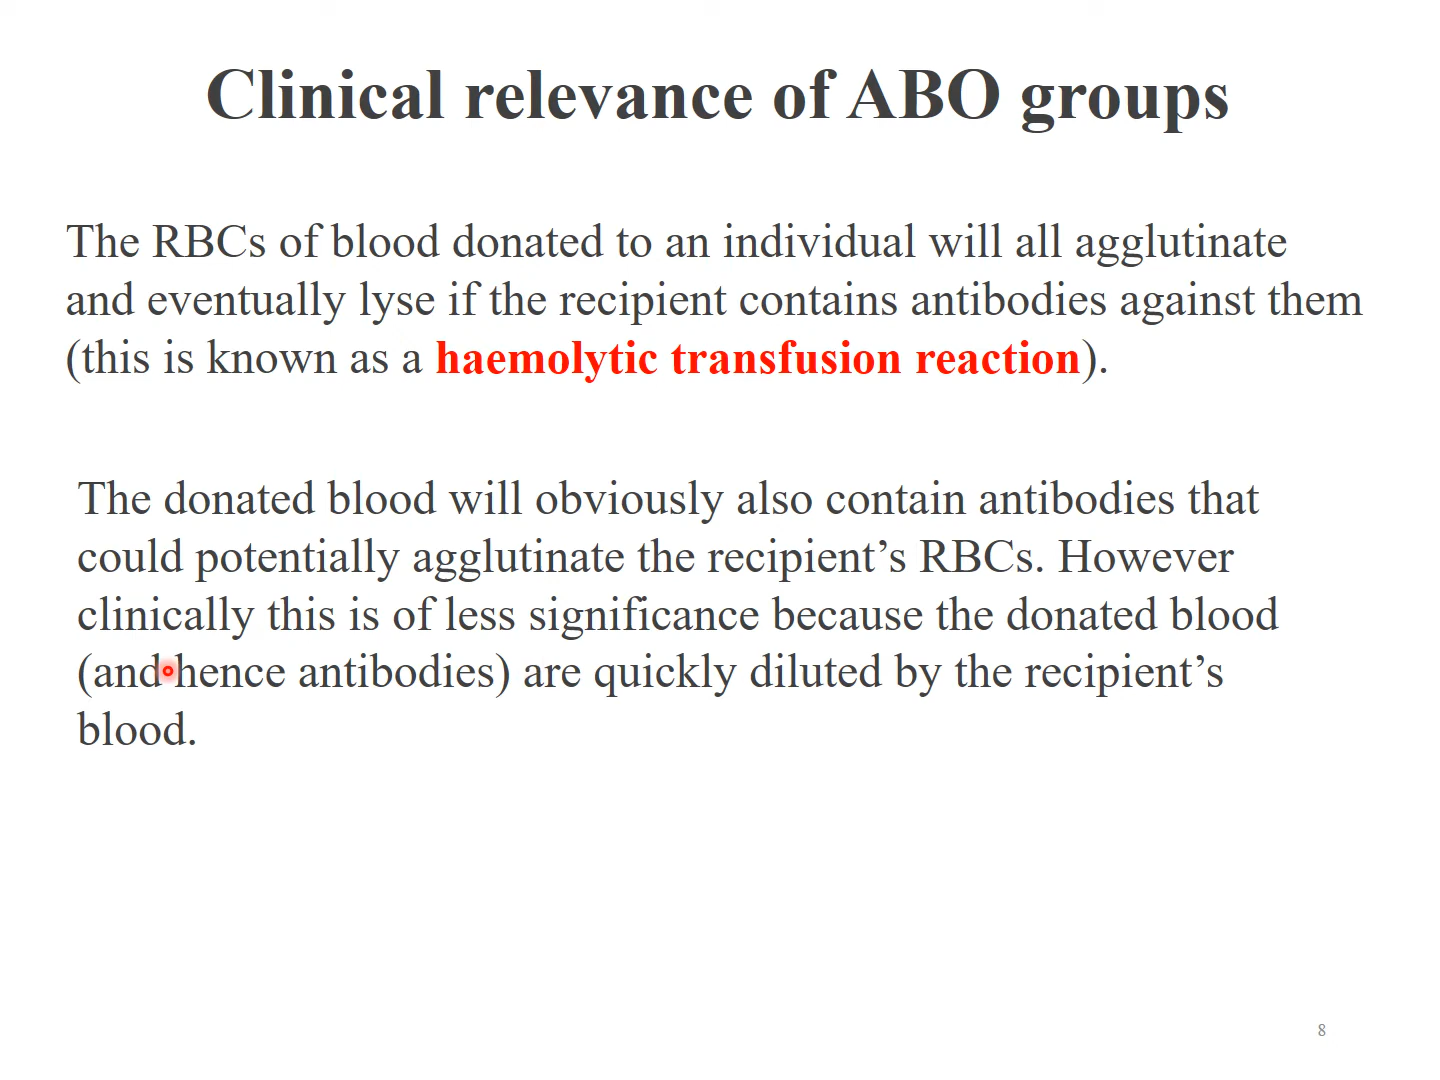 Clinical relevance of ABO groups
The RBCs of blood donated to an individual will all agglutinate
and eventually lyse if the recipient contains antibodies against them
(this is known as a haemolytic transfusion reaction).
The donated blood will obviously also contain antibodies that
could potentially agglutinate the recipient’s RBCs. However
clinically this is of less significance because the donated blood
(and hence antibodies) are quickly diluted by the recipient’s
blood.
8